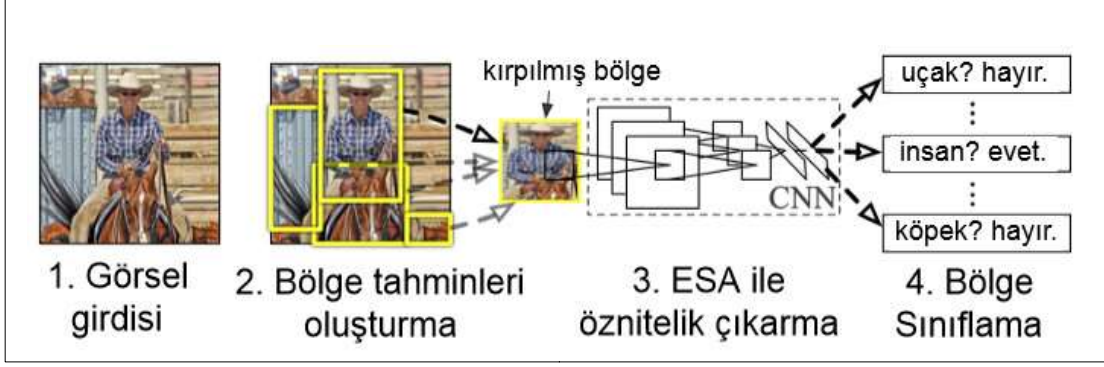 kırpılmış bölge
uçak? hayır.
insan? evet.
CNN
köpek? hayır.
1. Görsel
girdisi
2. Bölge tahminleri
oluşturma
3. ESA ile
öznitelik çıkarma
4. Bölge
Sınıflama